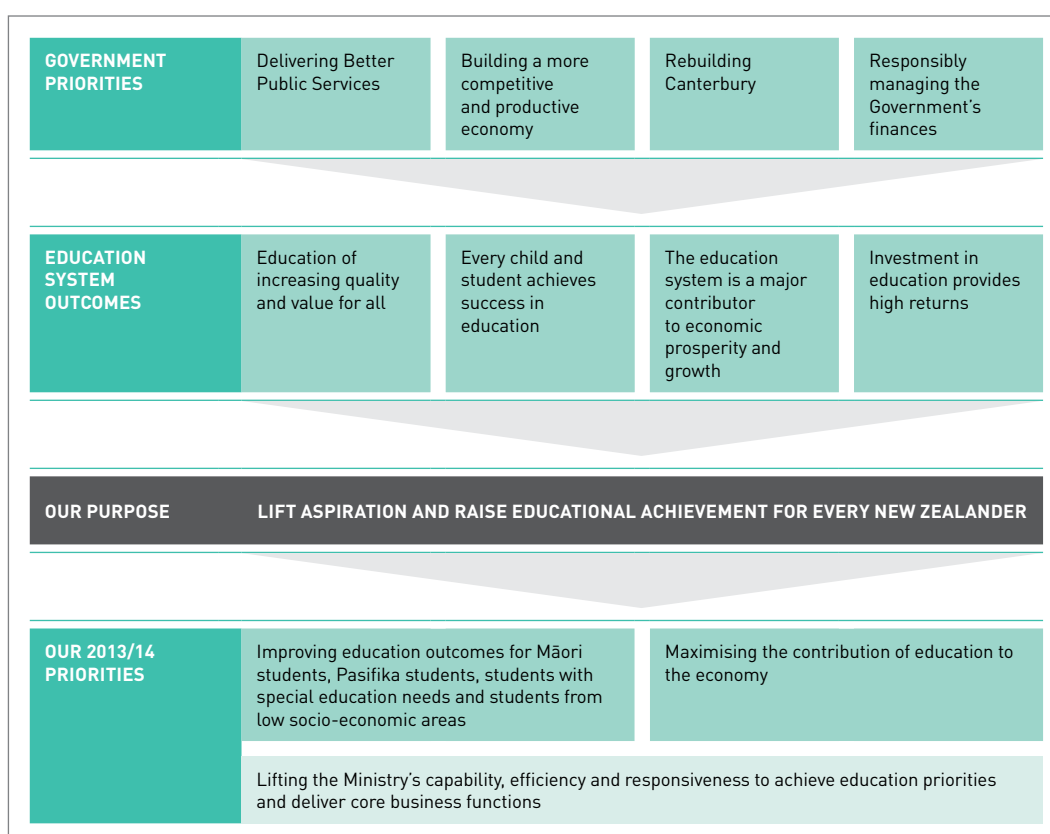 GOVERNMENT
PRIORITIES
Delivering Better
Public Services
Building a more
competitive
and productive
economy
Rebuilding
Canterbury
Responsibly
managing the
Government’s
finances
EDUCATION
SYSTEM
OUTCOMES
Education of
increasing quality
and value for all
Every child and
student achieves
success in
education
The education
system is a major
contributor
to economic
prosperity and
growth
Investment in
education provides
high returns
OUR PURPOSE
LIFT ASPIRATION AND RAISE EDUCATIONAL ACHIEVEMENT FOR EVERY NEW ZEALANDER
OUR 2013/14
PRIORITIES
Improving education outcomes for Māori
students, Pasifika students, students with
special education needs and students from
low socio-economic areas
Maximising the contribution of education to
the economy
Lifting the Ministry’s capability, efficiency and responsiveness to achieve education priorities
and deliver core business functions